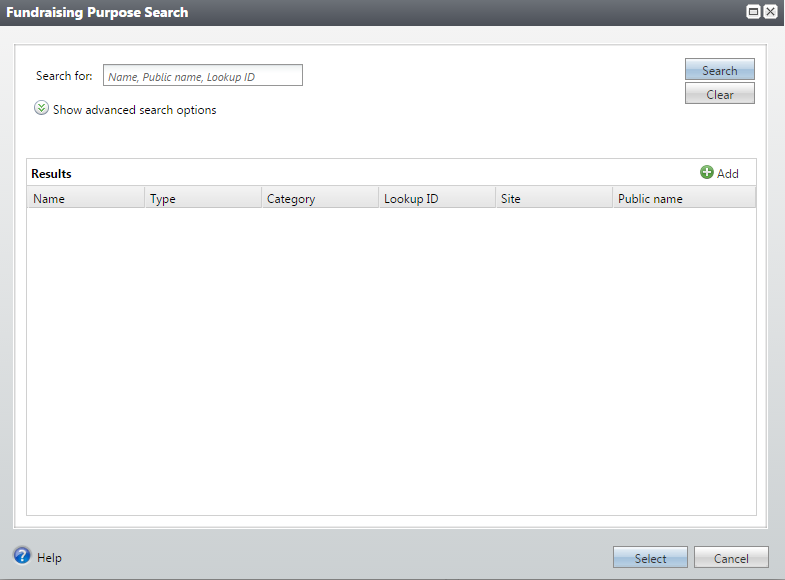 Fundraising Purpose Search
Search for: Name, Public name, Lookup ID
Search
Clear
Show advanced search options
Results
Add
Name Type Category Lookup ID Site Public name
Help
Select
Cancel